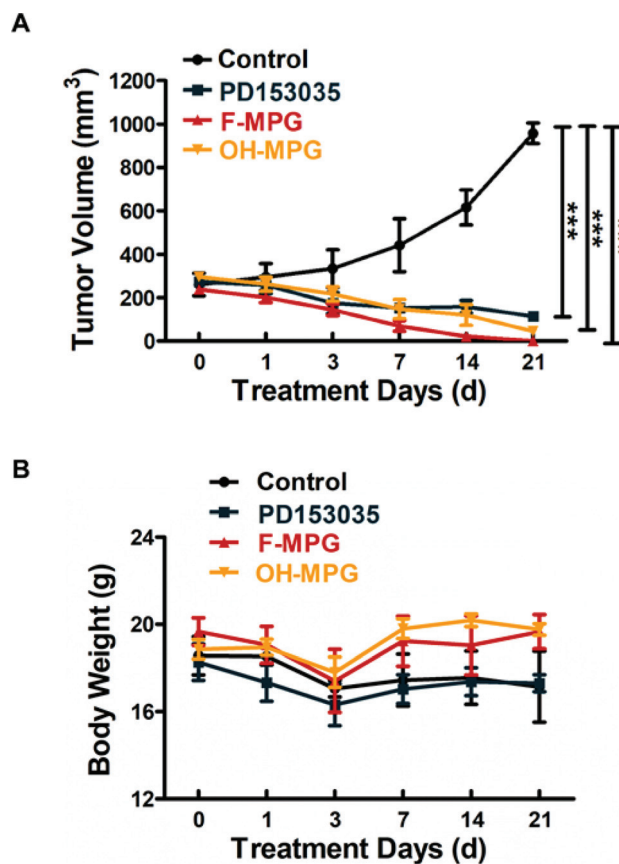 A
Control
PD153035
F-MPG
OH-MPG
Tumor Volume (mm³)
1200
1000
800
600
400
200
0
0 1 3 7 14 21
Treatment Days (d)
***
***
B
Control
PD153035
F-MPG
OH-MPG
Body Weight (g)
24
20
16
12
0 1 3 7 14 21
Treatment Days (d)